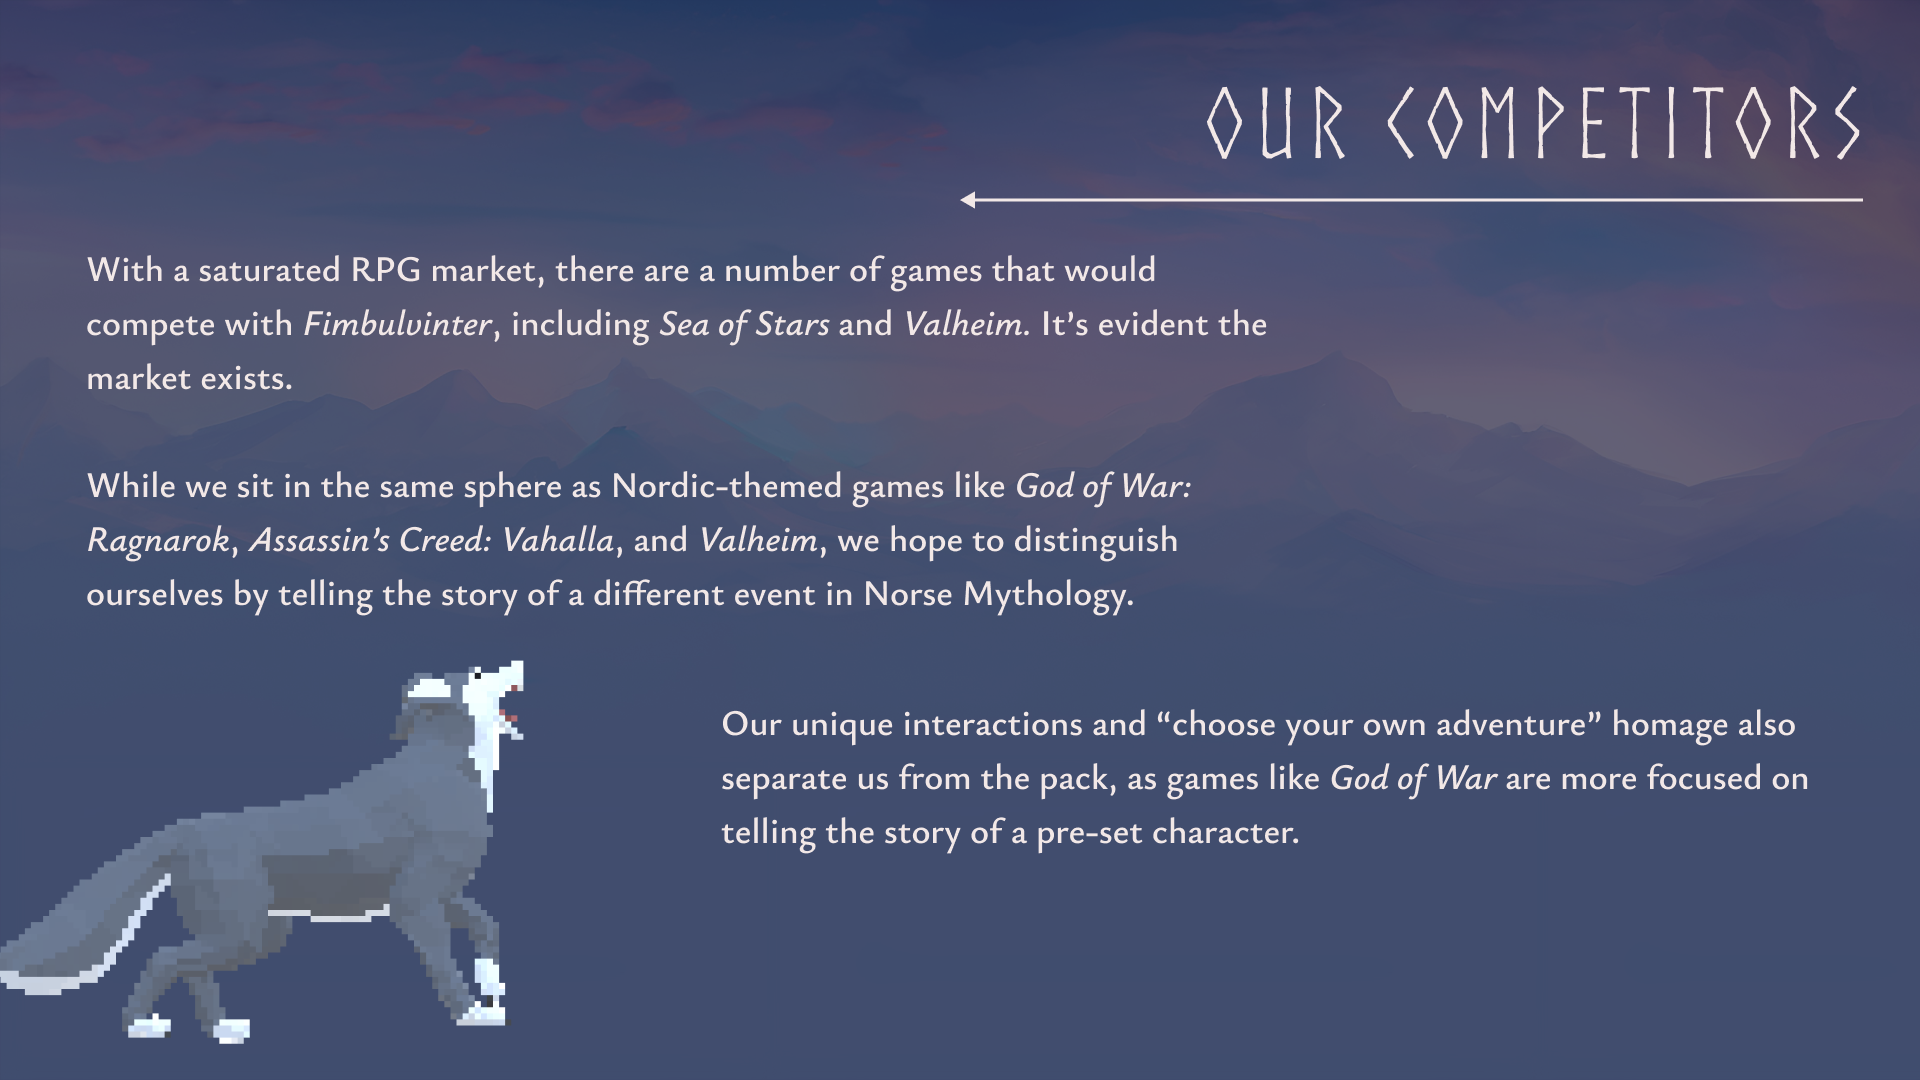 OUR COMPETITORS
With a saturated RPG market, there are a number of games that would
compete with Fimbulvinter, including Sea of Stars and Valheim. It’s evident the
market exists.
While we sit in the same sphere as Nordic-themed games like God of War:
Ragnarok, Assassin’s Creed: Vahalla, and Valheim, we hope to distinguish
ourselves by telling the story of a different event in Norse Mythology.
Our unique interactions and “choose your own adventure” homage also
separate us from the pack, as games like God of War are more focused on
telling the story of a pre-set character.